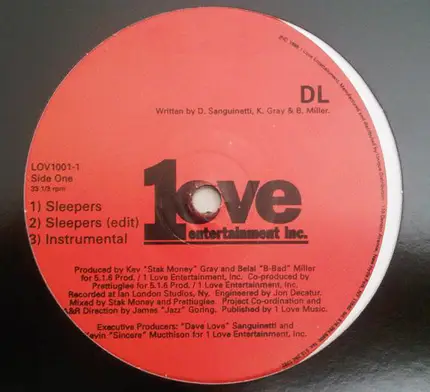 DL
Written by D. Sanguinetti, K. Gray & B. Miller.
LOV1001-1
Side One
33 1/3 rpm
1ove
entertainment inc.
1) Sleepers
2) Sleepers (edit)
3) Instrumental
Produced by Kev "Stak Money" Gray and Belal "B-Bad" Miller
for 5.1.6 Prod. / 1 Love Entertainment, Inc. Co-produced by
Prettiuglee for 5.1.6 Prod. / 1 Love Entertainment, Inc.
Recorded at Ian London Studios, Ny. Engineered by Jon Decatur.
Mixed by Stak Money and Prettiuglee. Project Co-ordination and
A&R Direction by James "Jazz" Goring. Published by 1 Love Music.
Executive Producers: "Dave Love" Sanguinetti and
Kevin "Sincere" Mucthison for 1 Love Entertainment, Inc.